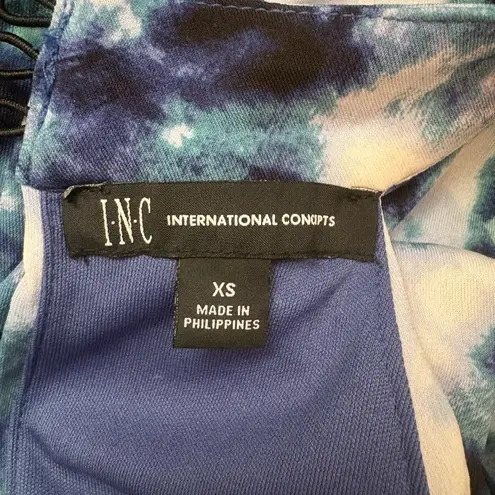 I·N·C INTERNATIONAL CONCEPTS
XS
MADE IN
PHILIPPINES